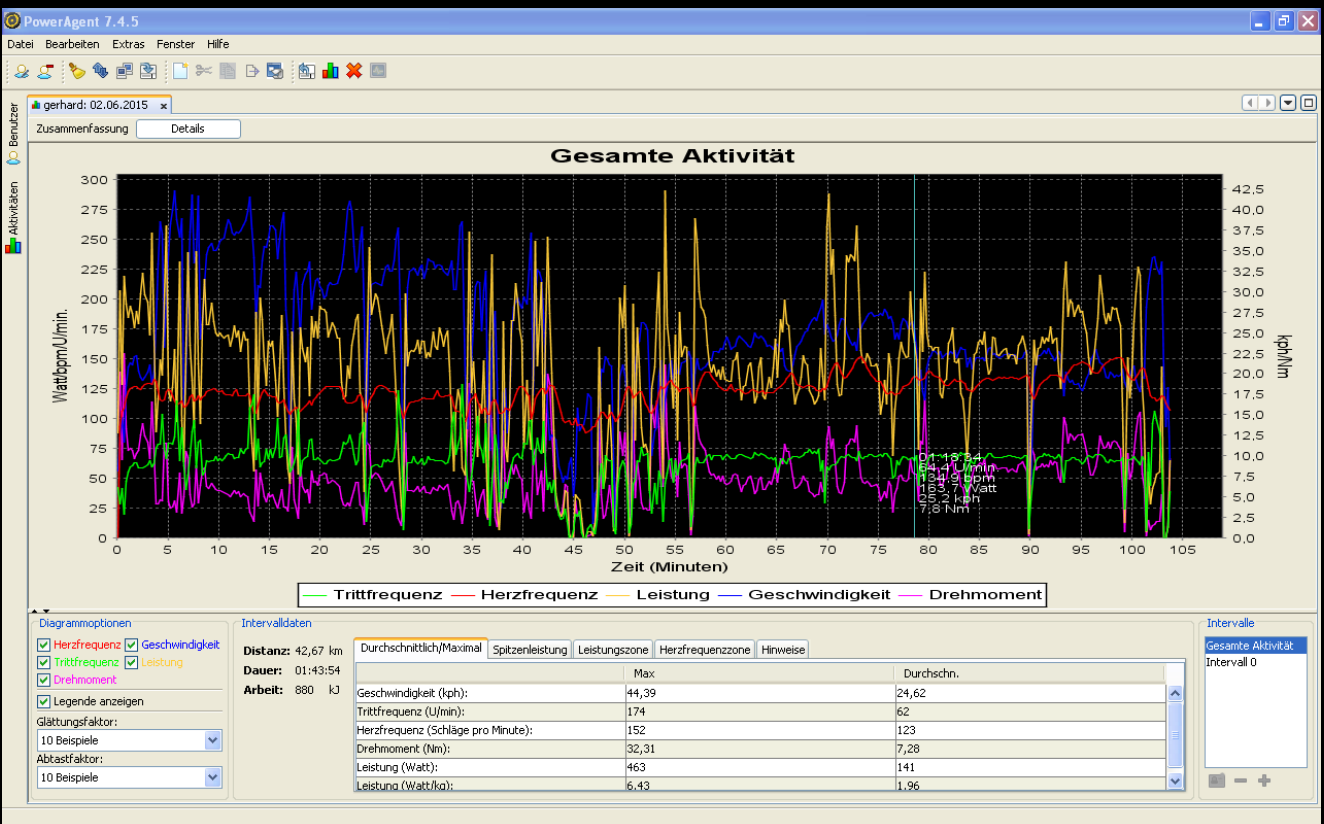 PowerAgent 7.4.5
Datei Bearbeiten Extras Fenster Hilfe
Benutzer
Aktivitäten
gerhard: 02.06.2015 x
Zusammenfassung Details
Gesamte Aktivität
Watt/bpm/U/min.
300
275
250
225
200
175
150
125
100
75
50
25
0
42,5
40,0
37,5
35,0
32,5
30,0
27,5
25,0
22,5
20,0
17,5
15,0
12,5
10,0
7,5
5,0
2,5
0,0
kph/Nm
01:18:34
64,4 U/min
134,9 bpm
163,7 Watt
25,2 kph
7,8 Nm
0 5 10 15 20 25 30 35 40 45 50 55 60 65 70 75 80 85 90 95 100 105
Zeit (Minuten)
Trittfrequenz Herzfrequenz Leistung Geschwindigkeit Drehmoment
Diagrammoptionen
Herzfrequenz Geschwindigkeit
Trittfrequenz Leistung
Drehmoment
Legende anzeigen
Glättungsfaktor:
10 Beispiele
Abtastfaktor:
10 Beispiele
Intervalldaten
Distanz: 42,67 km
Dauer: 01:43:54
Arbeit: 880 kJ
Durchschnittlich/Maximal Spitzenleistung Leistungszone Herzfrequenzzone Hinweise
Max Durchschn.
Geschwindigkeit (kph): 44,39 24,62
Trittfrequenz (U/min): 174 62
Herzfrequenz (Schläge pro Minute): 152 123
Drehmoment (Nm): 32,31 7,28
Leistung (Watt): 463 141
Leistung (Watt/kg): 6.43 1.96
Intervalle
Gesamte Aktivität
Intervall 0